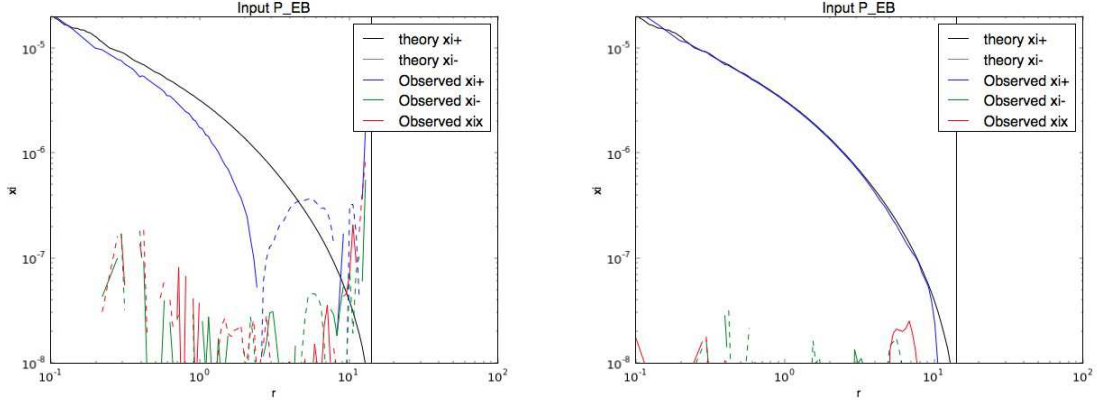 Input P_EB
Input P_EB
10^-5
10^-6
10^-7
10^-8
xi
theory xi+
theory xi-
Observed xi+
Observed xi-
Observed xix
10^-1
10^0
10^1
10^2
r
10^-5
10^-6
10^-7
10^-8
xi
theory xi+
theory xi-
Observed xi+
Observed xi-
Observed xix
10^-1
10^0
10^1
10^2
r